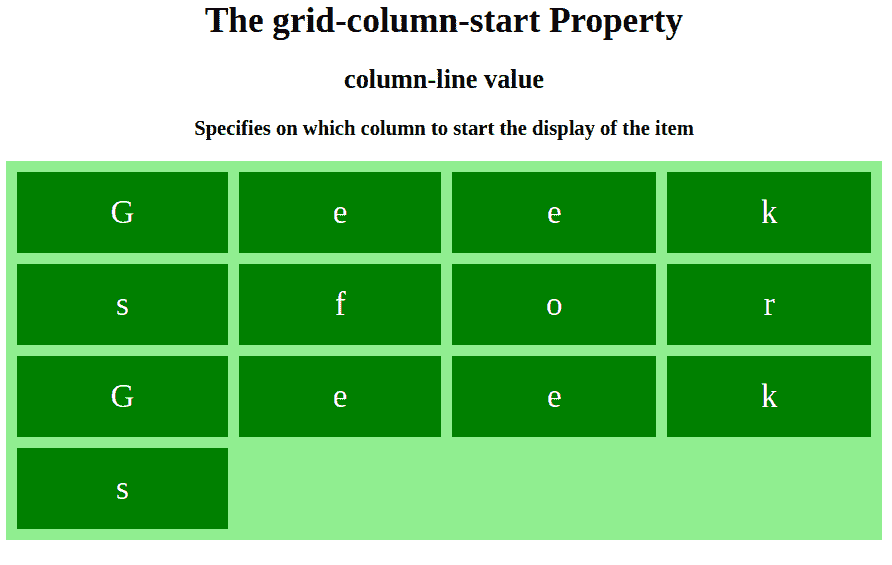 The grid-column-start Property
column-line value
Specifies on which column to start the display of the item
G e e k
s f o r
G e e k
s